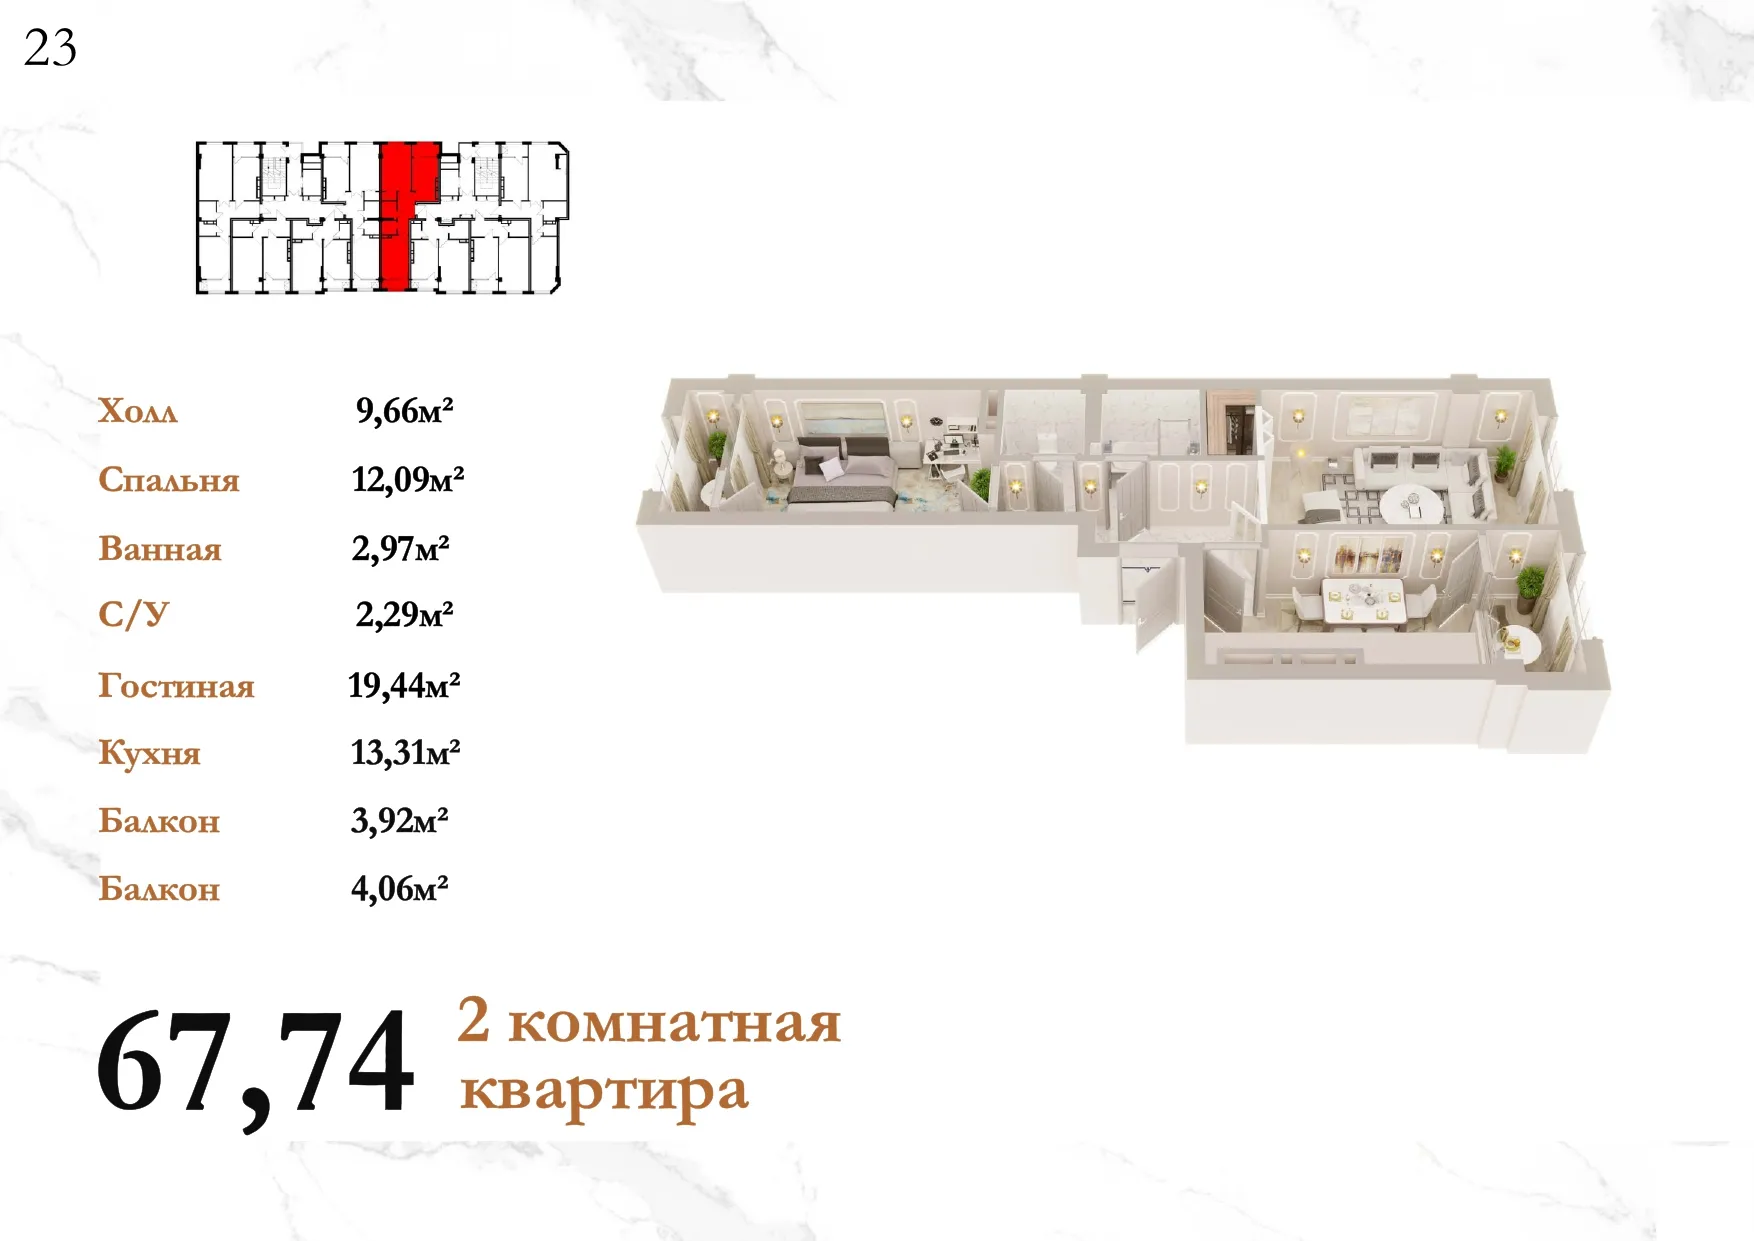 23
Холл 9,66м²
Спальня 12,09м²
Ванная 2,97м²
С/У 2,29м²
Гостиная 19,44м²
Кухня 13,31м²
Балкон 3,92м²
Балкон 4,06м²
67,74 2 комнатная
квартира